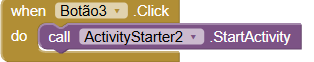 when Botão3 .Click
do call ActivityStarter2 .StartActivity